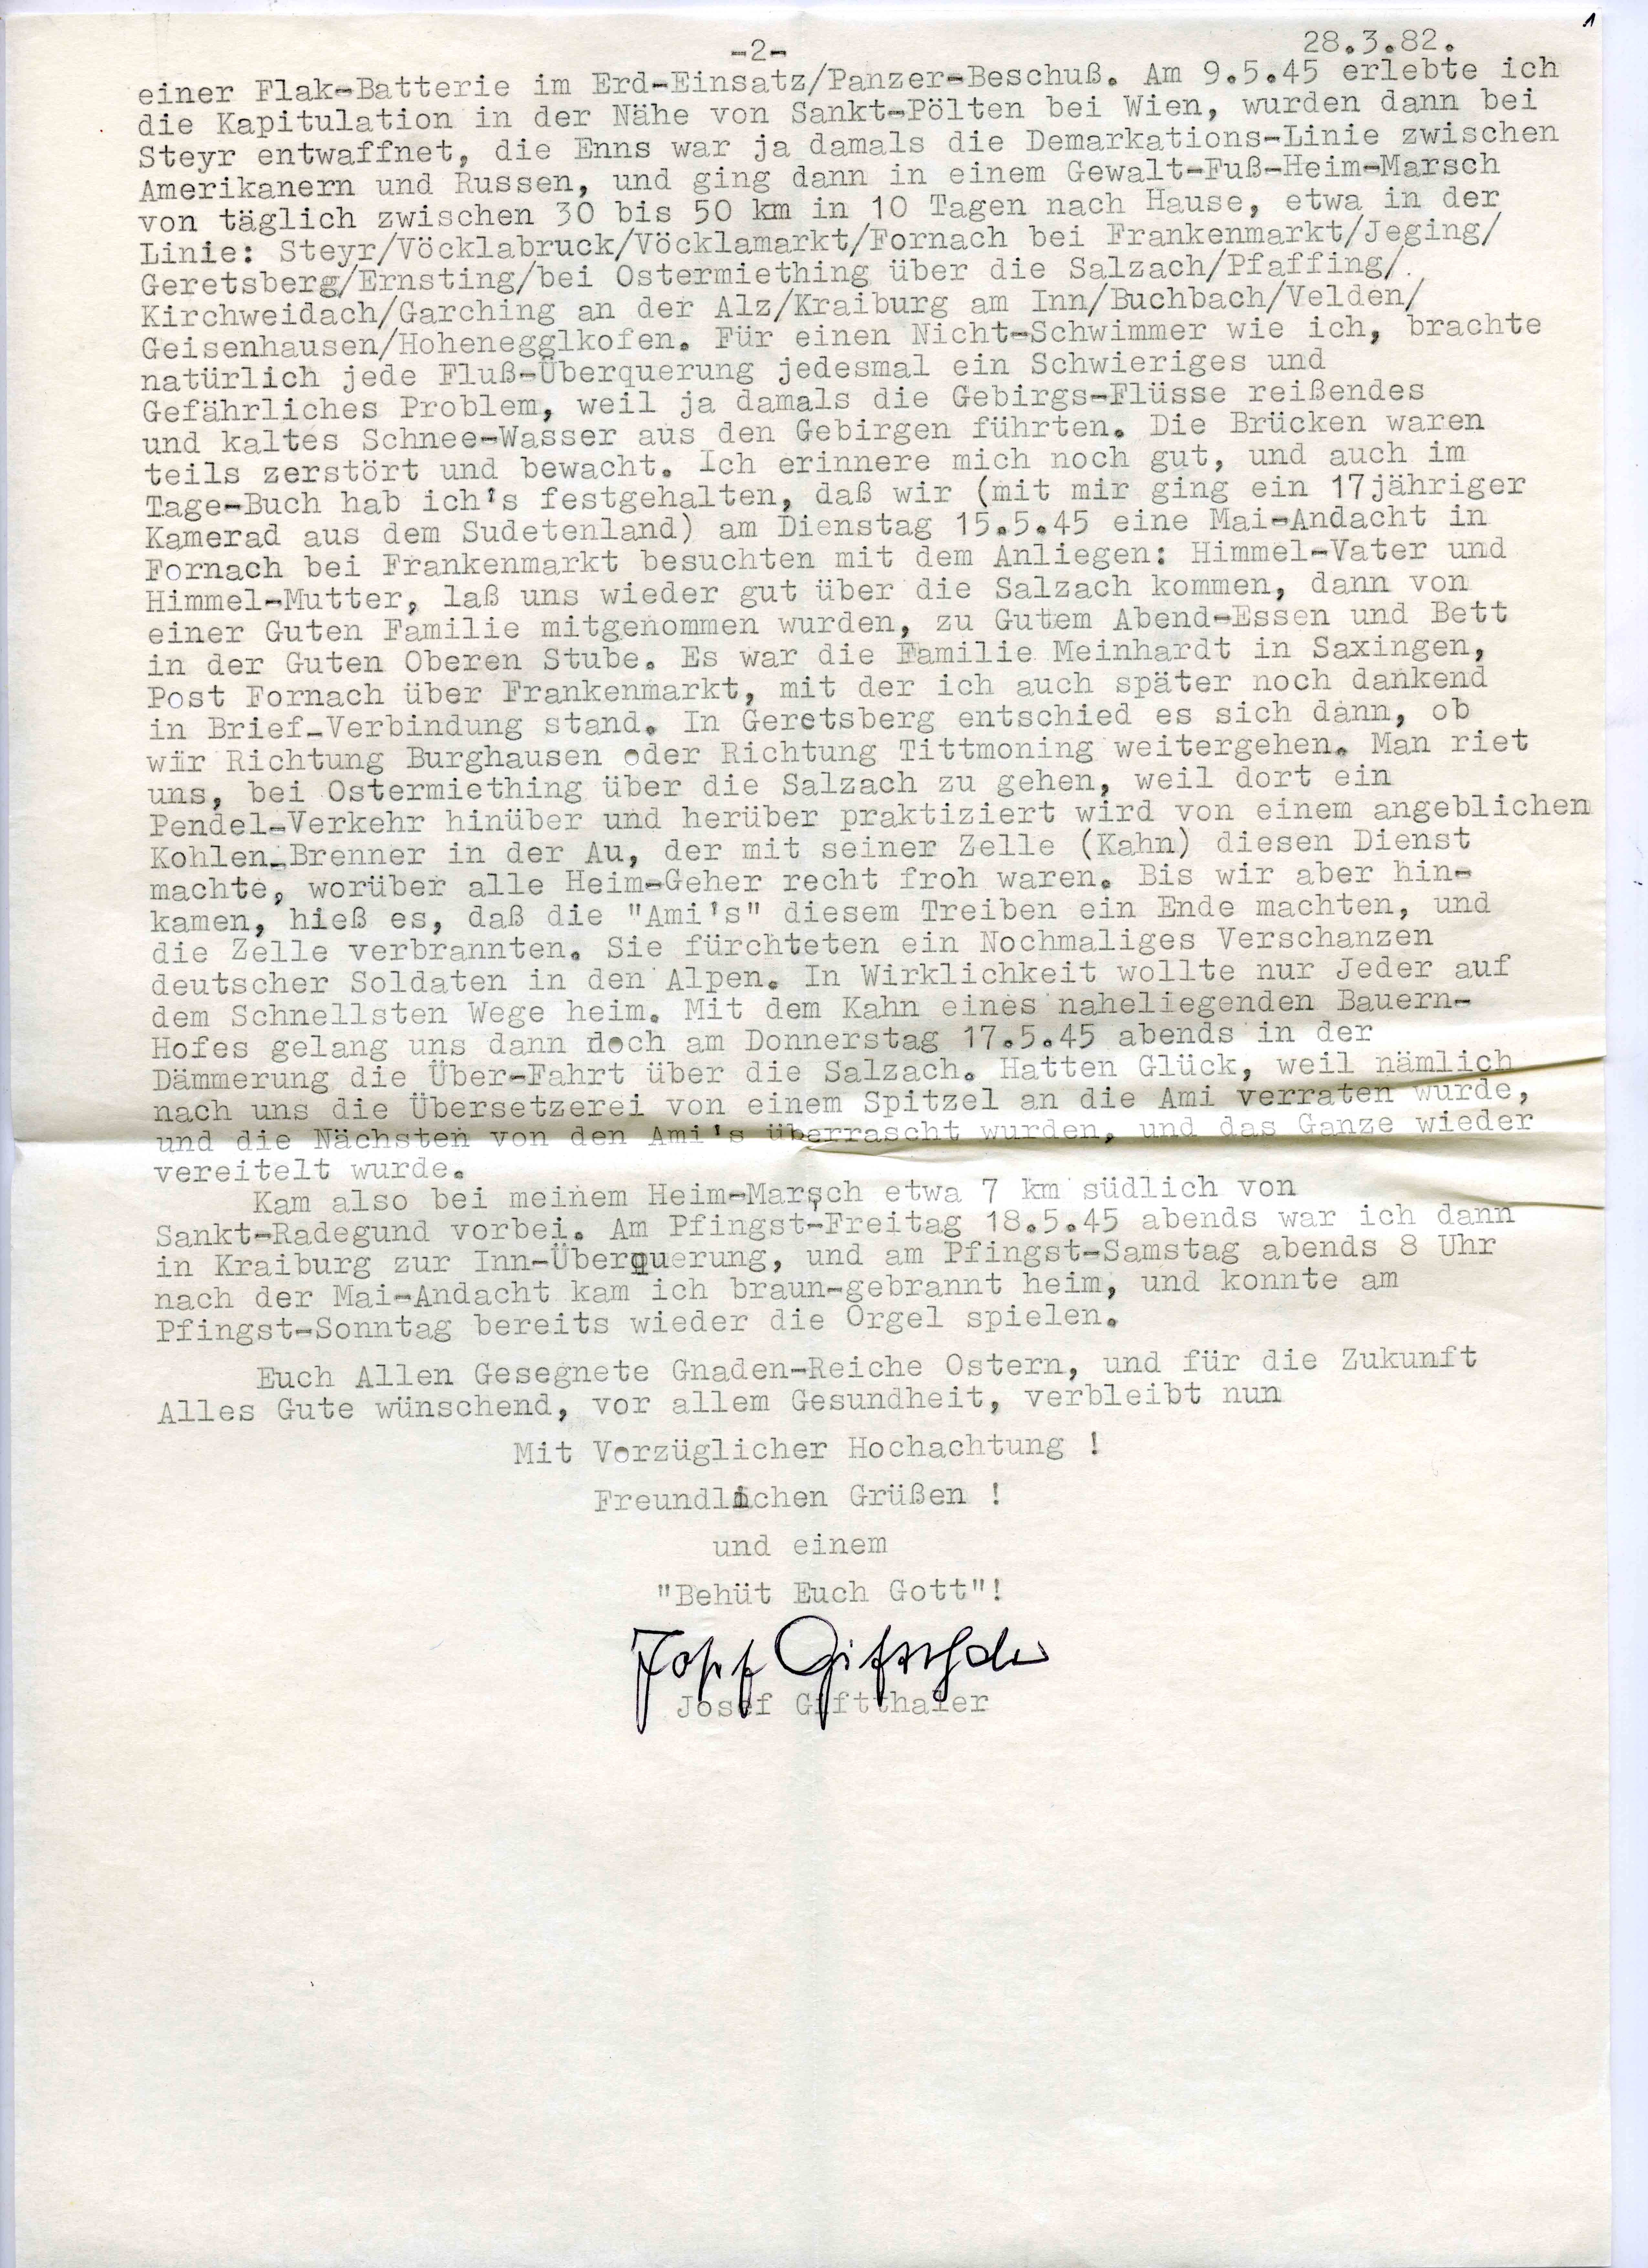 1
-2- 28.3.82.
einer Flak-Batterie im Erd-Einsatz/Panzer-Beschuß. Am 9.5.45 erlebte ich
die Kapitulation in der Nähe von Sankt-Pölten bei Wien, wurden dann bei
Steyr entwaffnet, die Enns war ja damals die Demarkations-Linie zwischen
Amerikanern und Russen, und ging dann in einem Gewalt-Fuß-Heim-Marsch
von täglich zwischen 30 bis 50 km in 10 Tagen nach Hause, etwa in der
Linie: Steyr/Vöcklabruck/Vöcklamarkt/Fornach bei Frankenmarkt/Jeging/
Geretsberg/Ernsting/bei Ostermiething über die Salzach/Pfaffing/.
Kirchweidach/Garching an der Alz/Kraiburg am Inn/Buchbach/Velden/
Geisenhausen/Hohenegglkofen. Für einen Nicht-Schwimmer wie ich, brachte
natürlich jede Fluß-Überquerung jedesmal ein Schwieriges und
Gefährliches Problem, weil ja damals die Gebirgs-Flüsse reißendes
und kaltes Schnee-Wasser aus den Gebirgen führten. Die Brücken waren
teils zerstört und bewacht. Ich erinnere mich noch gut, und auch im
Tage-Buch hab ich's festgehalten, daß wir (mit mir ging ein 17jähriger
Kamerad aus dem Sudetenland) am Dienstag 15.5.45 eine Mai-Andacht in
Fornach bei Frankenmarkt besuchten mit dem Anliegen: Himmel-Vater und
Himmel-Mutter, laß uns wieder gut über die Salzach kommen, dann von
einer Guten Familie mitgenommen wurden, zu Gutem Abend-Essen und Bett
in der Guten Oberen Stube. Es war die Familie Meinhardt in Saxingen,
Post Fornach über Frankenmarkt, mit der ich auch später noch dankend
in Brief-Verbindung stand. In Geretsberg entschied es sich dann, ob
wir Richtung Burghausen oder Richtung Tittmoning weitergehen. Man riet
uns, bei Ostermiething über die Salzach zu gehen, weil dort ein
Pendel-Verkehr hinüber und herüber praktiziert wird von einem angeblichen
Kohlen-Brenner in der Au, der mit seiner Zelle (Kahn) diesen Dienst
machte, worüber alle Heim-Geher recht froh waren. Bis wir aber hin-
kamen, hieß es, daß die "Ami's" diesem Treiben ein Ende machten, und
die Zelle verbrannten. Sie fürchteten ein Nochmaliges Verschanzen
deutscher Soldaten in den Alpen. In Wirklichkeit wollte nur Jeder auf
dem Schnellsten Wege heim. Mit dem Kahn eines naheliegenden Bauern-
Hofes gelang uns dann doch am Donnerstag 17.5.45 abends in der
Dämmerung die Über-Fahrt über die Salzach. Hatten Glück, weil nämlich
nach uns die Übersetzerei von einem Spitzel an die Ami verraten wurde,
und die Nächsten von den Ami's überrascht wurden, und das Ganze wieder
vereitelt wurde.
Kam also bei meinem Heim-Marsch etwa 7 km südlich von
Sankt-Radegund vorbei. Am Pfingst-Freitag 18.5.45 abends war ich dann
in Kraiburg zur Inn-Überquerung, und am Pfingst-Samstag abends 8 Uhr
nach der Mai-Andacht kam ich braun-gebrannt heim, und konnte am
Pfingst-Sonntag bereits wieder die Orgel spielen.
Euch Allen Gesegnete Gnaden-Reiche Ostern, und für die Zukunft
Alles Gute wünschend, vor allem Gesundheit, verbleibt nun
Mit Vorzüglicher Hochachtung !
Freundlichen Grüßen !
und einem
"Behüt Euch Gott"!
Josef Giftthaler
Josef Giftthaler